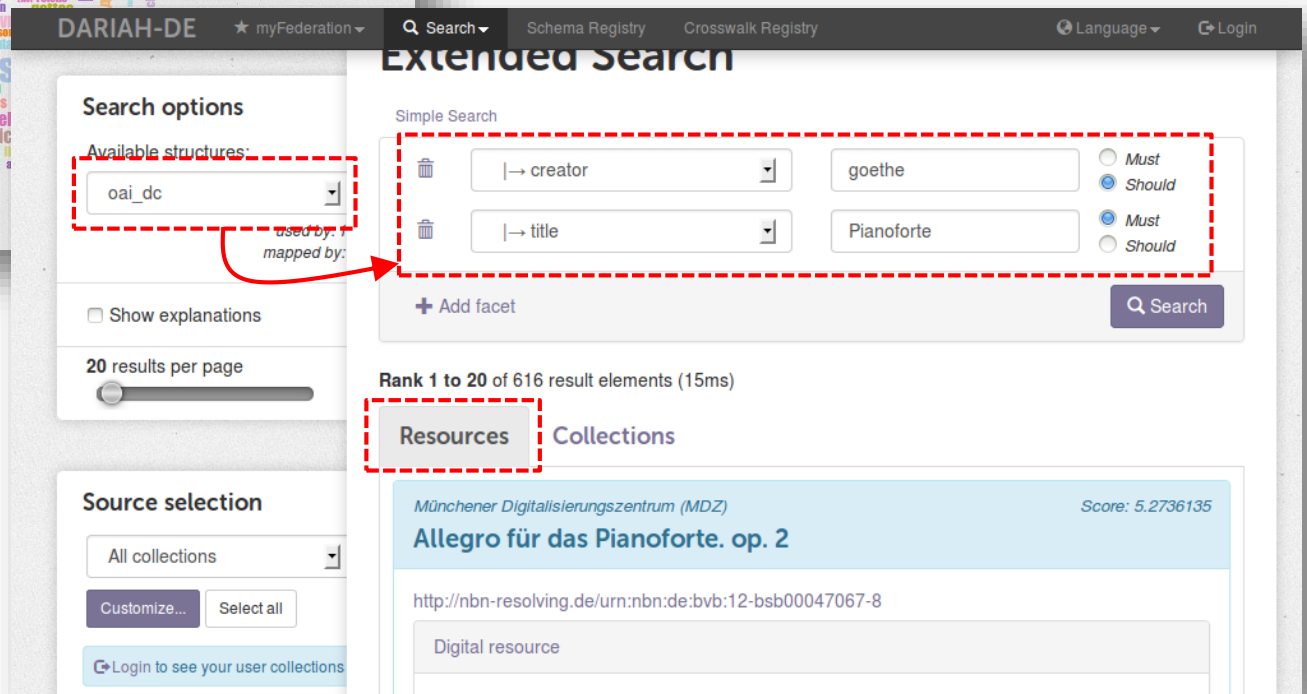 DARIAH-DE myFederation Search Schema Registry Crosswalk Registry Language Login
Extended Search
Search options
Available structures:
oai_dc
used by: 1
mapped by:
Show explanations
20 results per page
Source selection
All collections
Customize... Select all
Login to see your user collections
Simple Search
|→ creator goethe Must
Should
|→ title Pianoforte Must
Should
Add facet Search
Rank 1 to 20 of 616 result elements (15ms)
Resources Collections
Münchener Digitalisierungszentrum (MDZ) Score: 5.2736135
Allegro für das Pianoforte. op. 2
http://nbn-resolving.de/urn:nbn:de:bvb:12-bsb00047067-8
Digital resource